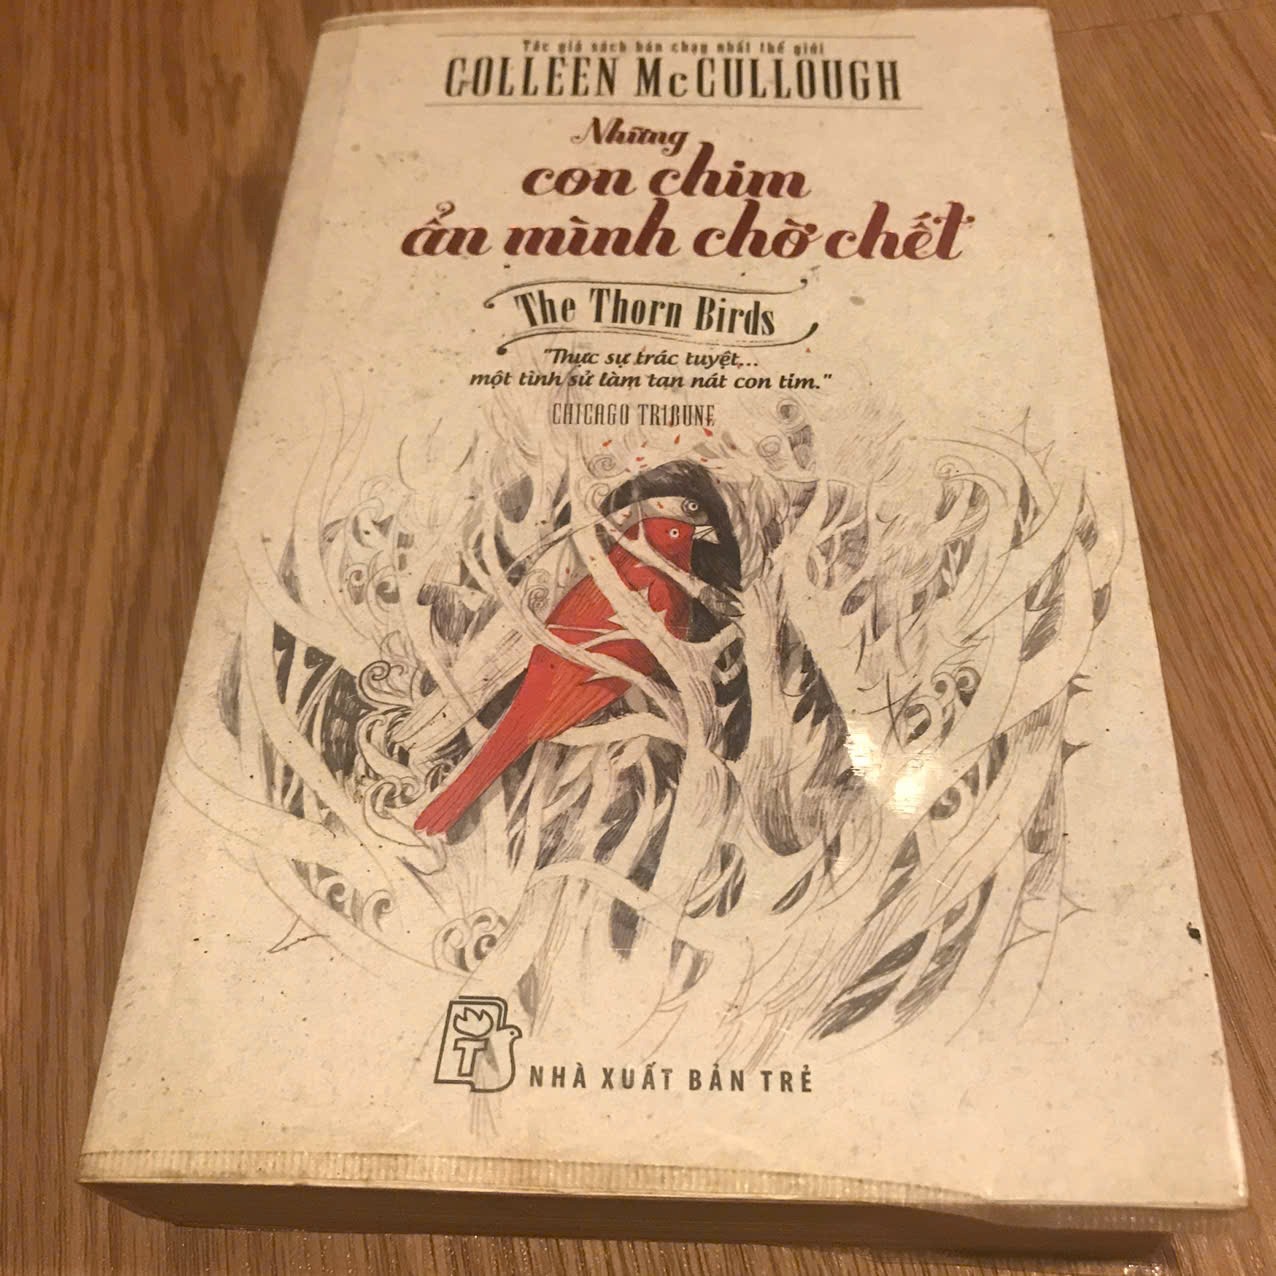 Tác giả sách bán chạy nhất thế giới
COLLEEN McCULLOUGH
Những
con chim
ẩn mình chờ chết
The Thorn Birds
"Thực sự trác tuyệt...
một tình sử làm tan nát con tim."
CHICAGO TRIBUNE
T
NHÀ XUẤT BẢN TRẺ